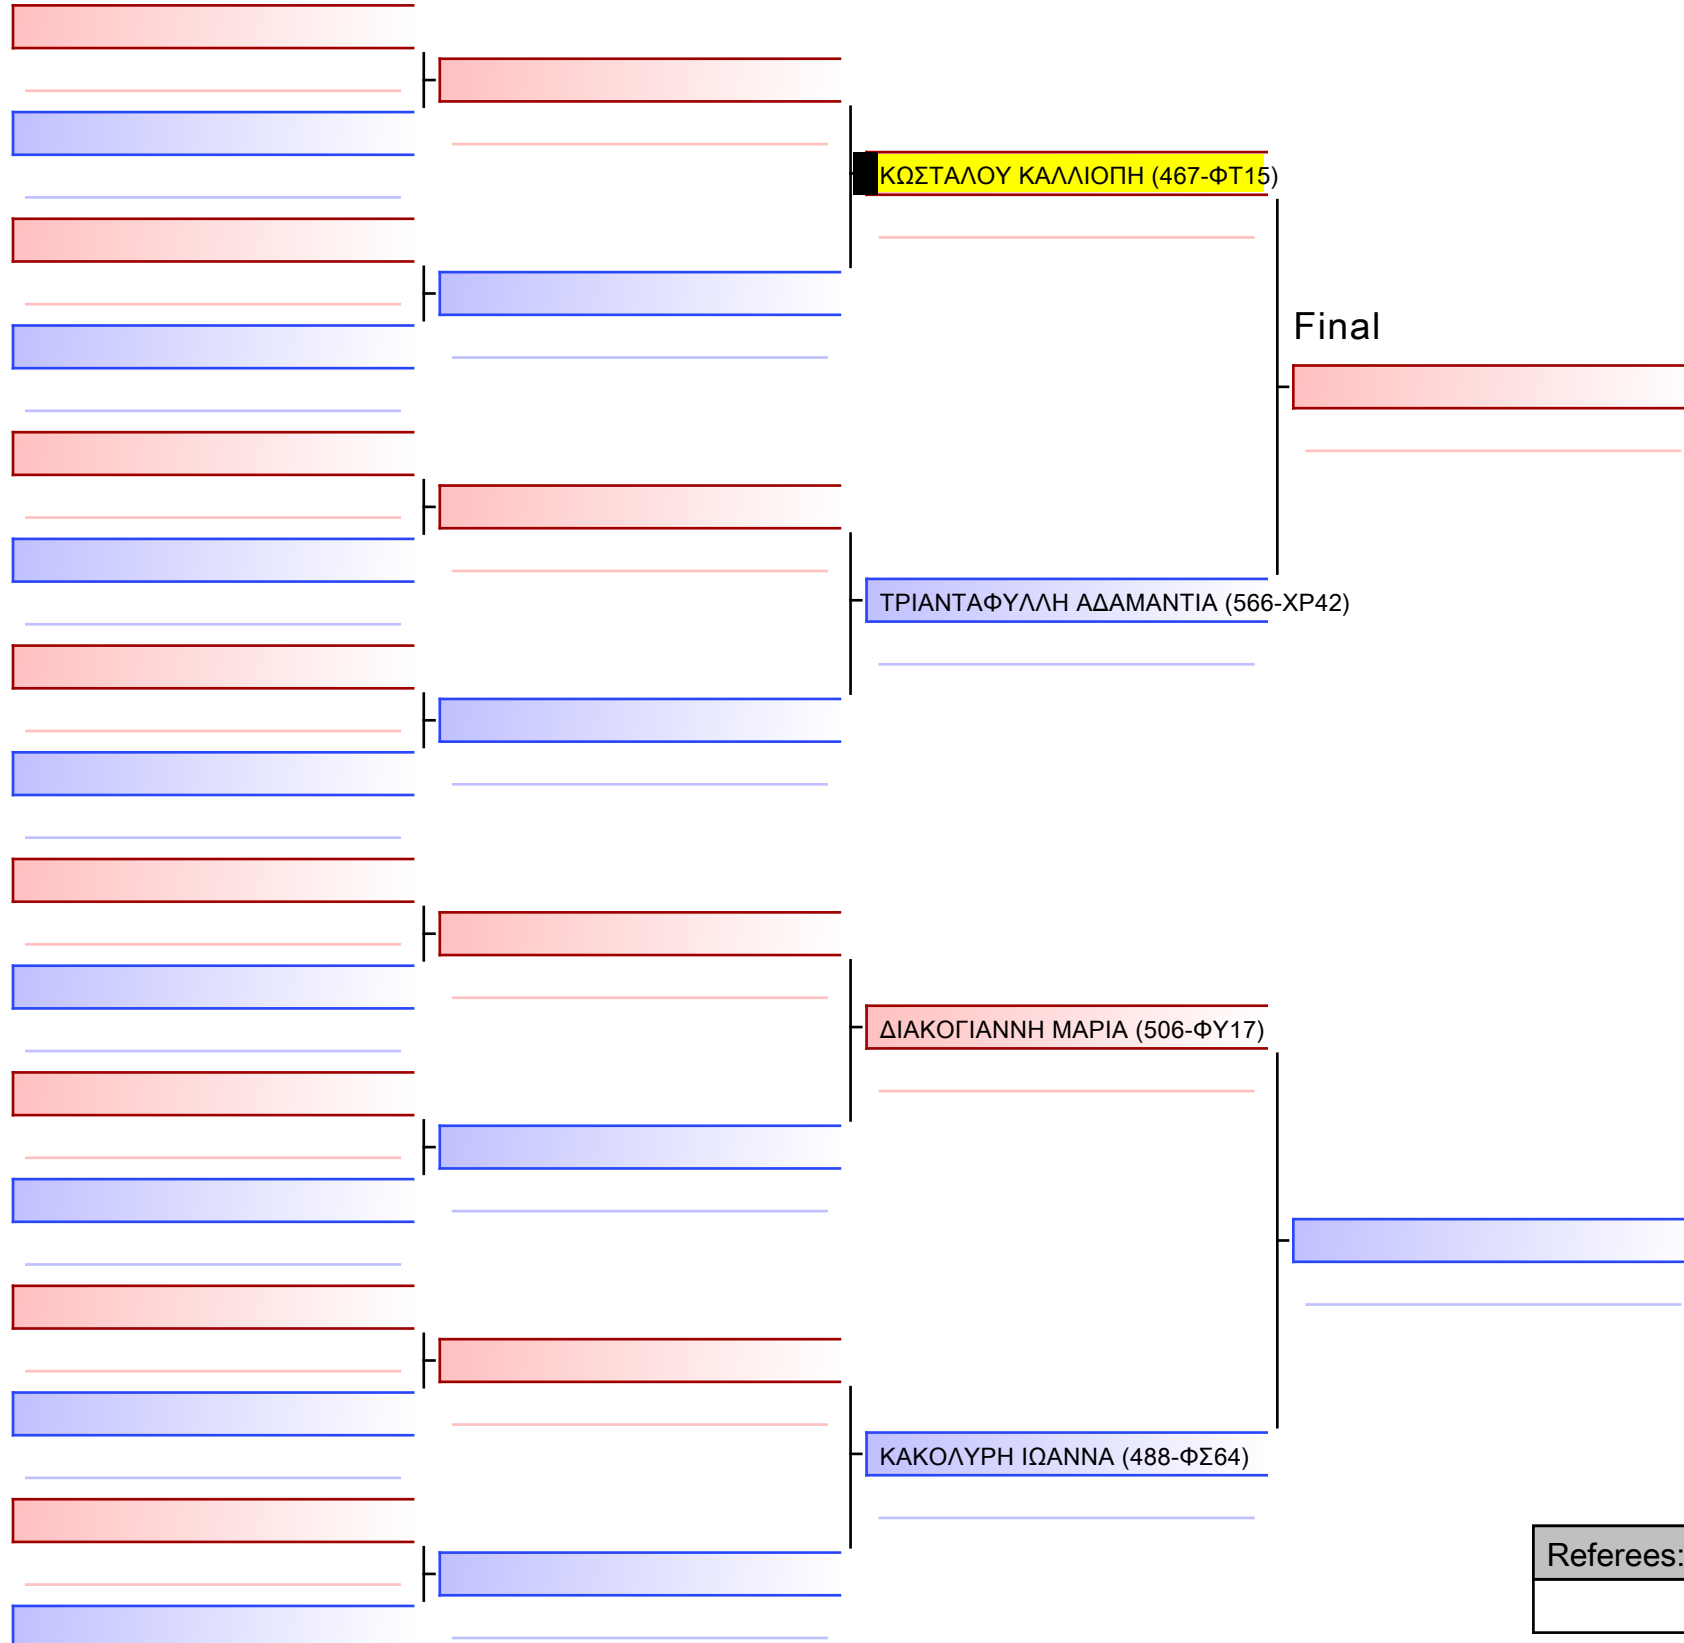 ΚΩΣΤΑΛΟΥ ΚΑΛΛΙΟΠΗ (467-ΦΤ15)
Final
ΤΡΙΑΝΤΑΦΥΛΛΗ ΑΔΑΜΑΝΤΙΑ (566-ΧΡ42)
ΔΙΑΚΟΓΙΑΝΝΗ ΜΑΡΙΑ (506-ΦΥ17)
ΚΑΚΟΛΥΡΗ ΙΩΑΝΝΑ (488-ΦΣ64)
Referees: